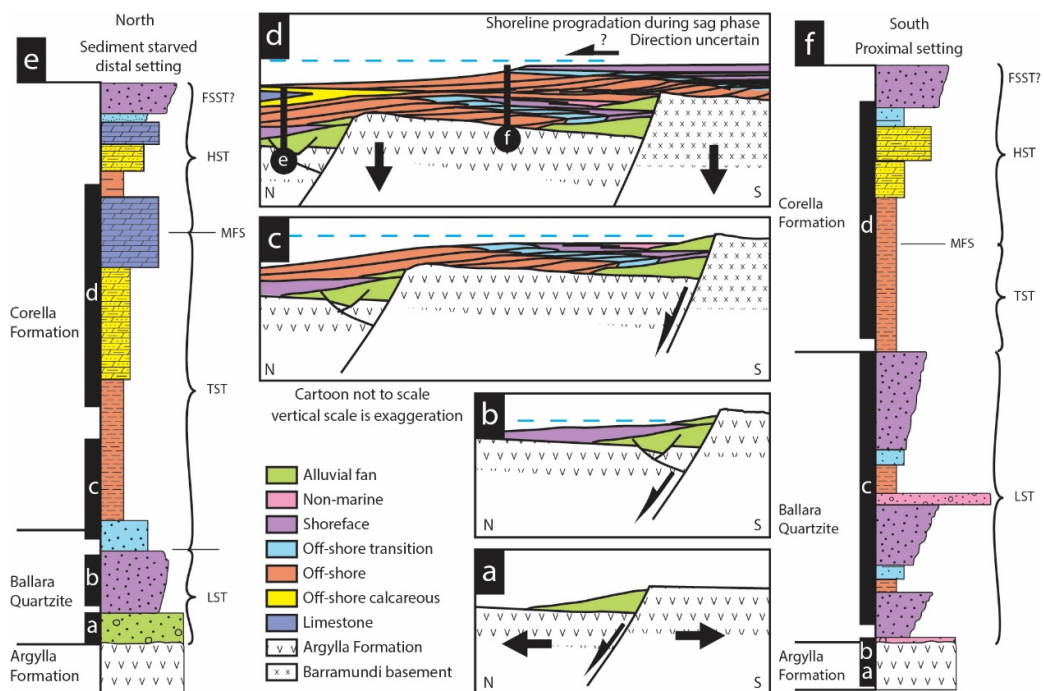 e
North
Sediment starved
distal setting
FSST?
HST
MFS
TST
LST
Corella
Formation
Ballara
Quartzite
Argylla
Formation
d
c
b
a
d
Shoreline progradation during sag phase
?
Direction uncertain
e
f
N
S
c
N
S
Cartoon not to scale
vertical scale is exaggeration
Alluvial fan
Non-marine
Shoreface
Off-shore transition
Off-shore
Off-shore calcareous
Limestone
Argylla Formation
Barramundi basement
b
N
S
a
N
S
f
South
Proximal setting
FSST?
HST
MFS
TST
LST
Corella
Formation
Ballara
Quartzite
Argylla
Formation
d
c
b
a